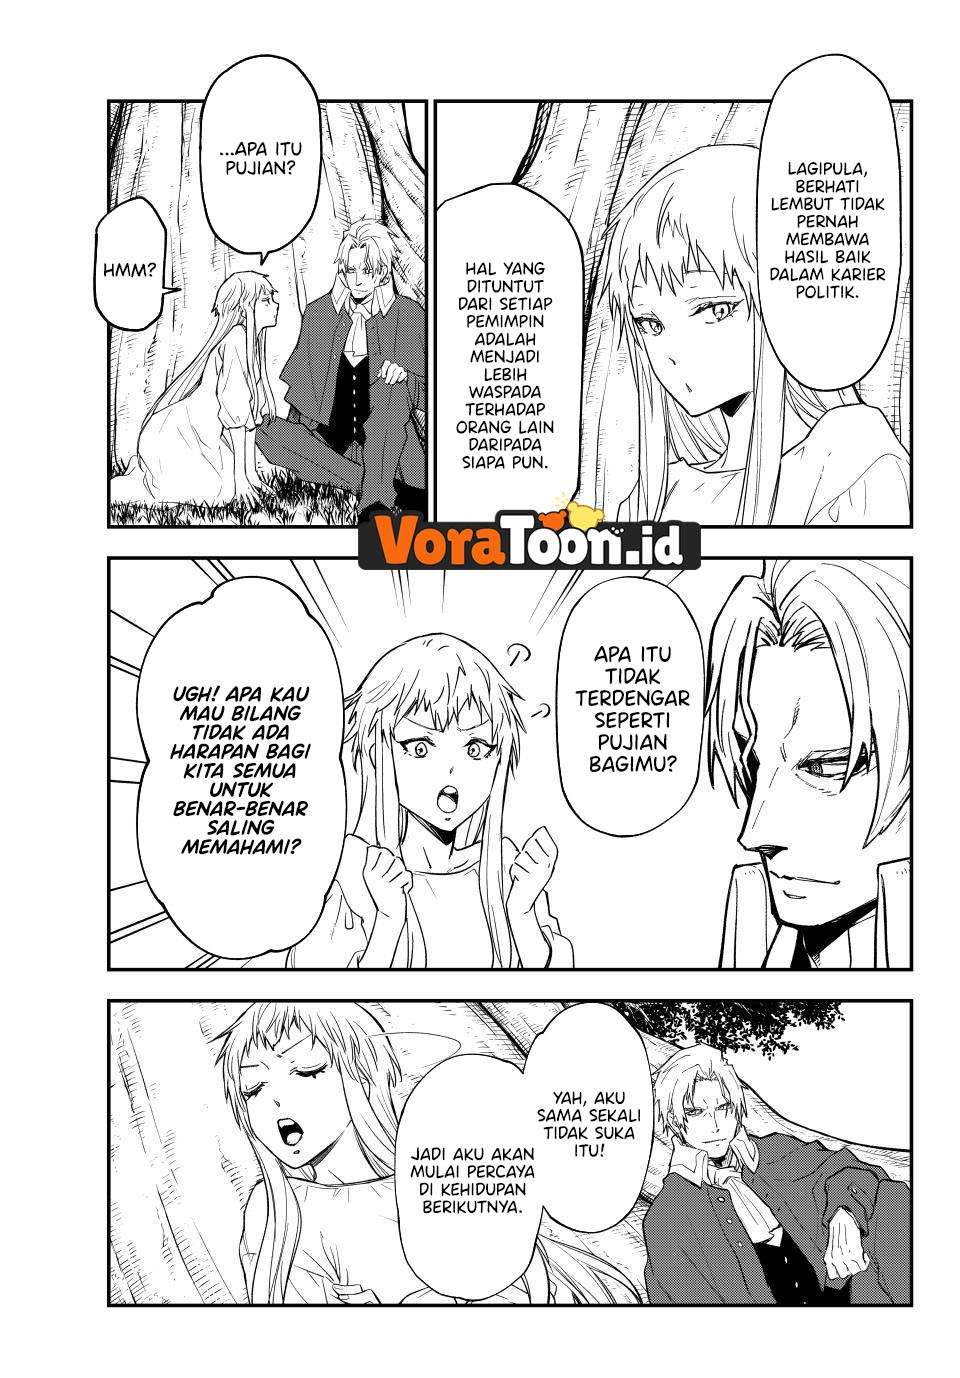 LAGIPULA,
BERHATI
LEMBUT TIDAK
PERNAH
MEMBAWA
HASIL BAIK
DALAM KARIER
POLITIK.
HAL YANG
DITUNTUT
DARI SETIAP
PEMIMPIN
ADALAH
MENJADI
LEBIH
WASPADA
TERHADAP
ORANG LAIN
DARIPADA
SIAPA PUN.
...APA ITU
PUJIAN?
HMM?
VoraToon.id
APA ITU
TIDAK
TERDENGAR
SEPERTI
PUJIAN
BAGIMU?
UGH! APA KAU
MAU BILANG
TIDAK ADA
HARAPAN BAGI
KITA SEMUA
UNTUK
BENAR-BENAR
SALING
MEMAHAMI?
YAH, AKU
SAMA SEKALI
TIDAK SUKA
ITU!
JADI AKU AKAN
MULAI PERCAYA
DI KEHIDUPAN
BERIKUTNYA.